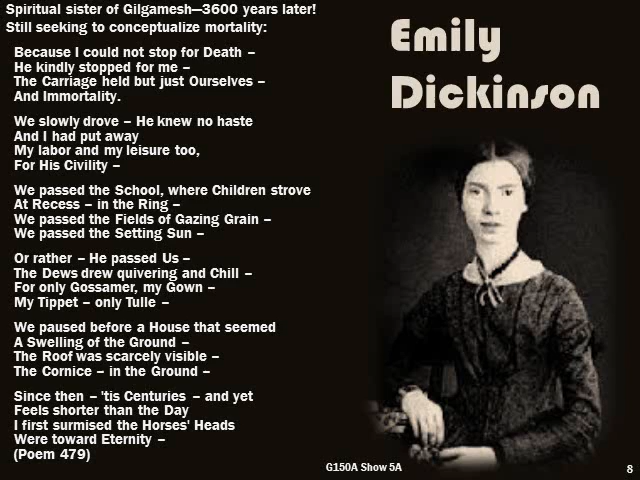 Spiritual sister of Gilgamesh—3600 years later!
Still seeking to conceptualize mortality:
Because I could not stop for Death –
He kindly stopped for me –
The Carriage held but just Ourselves –
And Immortality.
We slowly drove – He knew no haste
And I had put away
My labor and my leisure too,
For His Civility –
We passed the School, where Children strove
At Recess – in the Ring –
We passed the Fields of Gazing Grain –
We passed the Setting Sun –
Or rather – He passed Us –
The Dews drew quivering and Chill –
For only Gossamer, my Gown –
My Tippet – only Tulle –
We paused before a House that seemed
A Swelling of the Ground –
The Roof was scarcely visible –
The Cornice – in the Ground –
Since then – 'tis Centuries – and yet
Feels shorter than the Day
I first surmised the Horses' Heads
Were toward Eternity –
(Poem 479)
Emily
Dickinson
G150A Show 5A
8